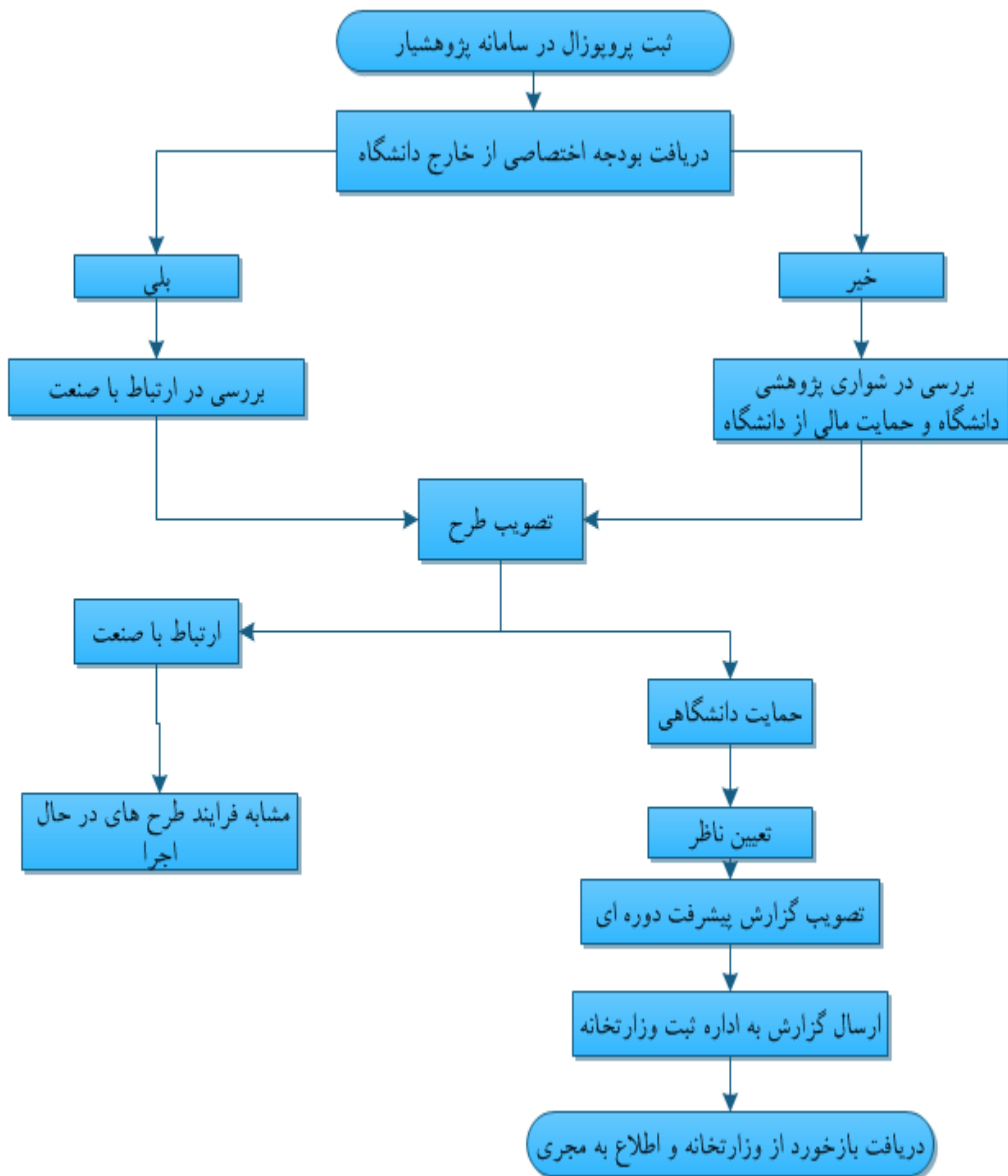 ثبت پروپوزال در سامانه پژوهشیار
دریافت بودجه اختصاصی از خارج دانشگاه
خیر
بلی
بررسی در شواری پژوهشی
دانشگاه و حمایت مالی از دانشگاه
بررسی در ارتباط با صنعت
تصویب طرح
ارتباط با صنعت
حمایت دانشگاهی
مشابه فرایند طرح های در حال
اجرا
تعیین ناظر
تصویب گزارش پیشرفت دوره ای
ارسال گزارش به اداره ثبت وزارتخانه
دریافت بازخورد از وزارتخانه و اطلاع به مجری